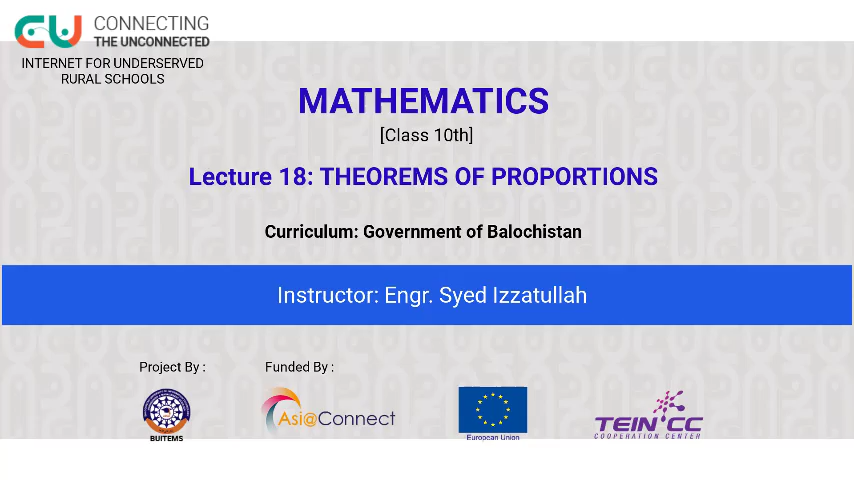 CONNECTING
THE UNCONNECTED
INTERNET FOR UNDERSERVED
RURAL SCHOOLS
MATHEMATICS
[Class 10th]
Lecture 18: THEOREMS OF PROPORTIONS
Curriculum: Government of Balochistan
Instructor: Engr. Syed Izzatullah
Project By :
Funded By :
BUITEMS
Asi@Connect
European Union
TEIN*CC
COOPERATION CENTER